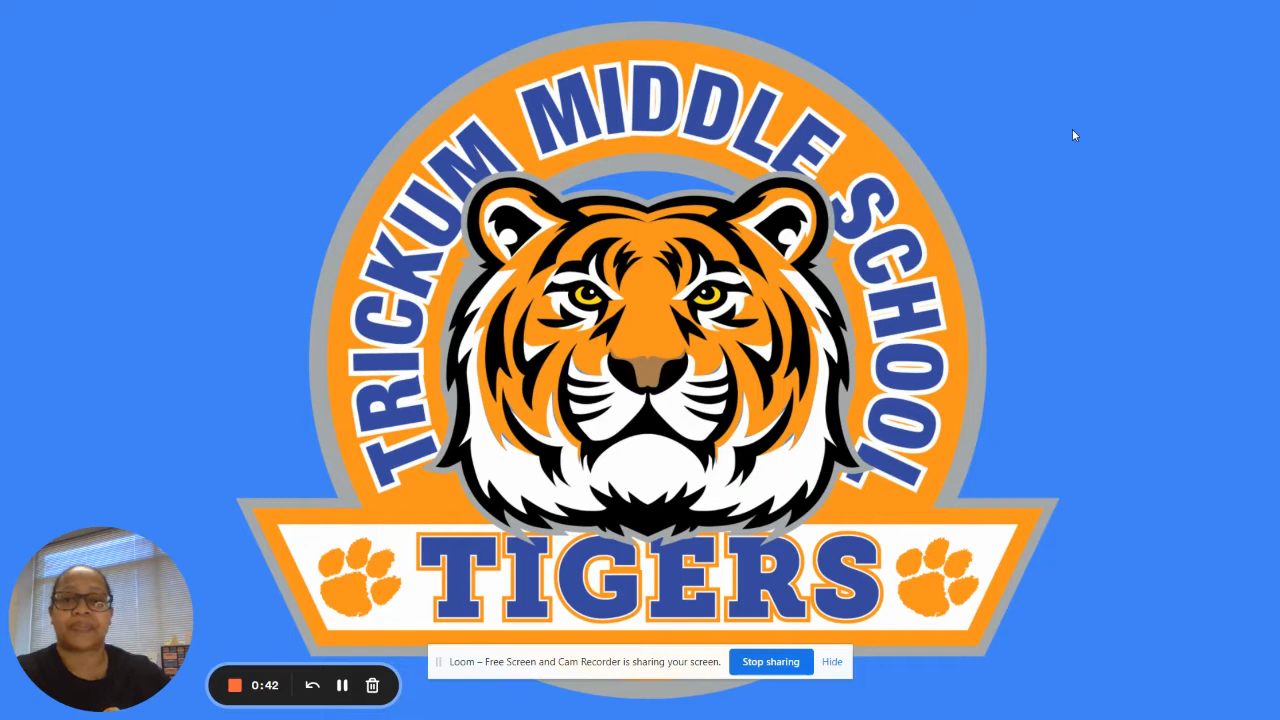 TRICKUM MIDDLE SCHOOL
TIGERS
Loom – Free Screen and Cam Recorder is sharing your screen. Stop sharing Hide
0:42